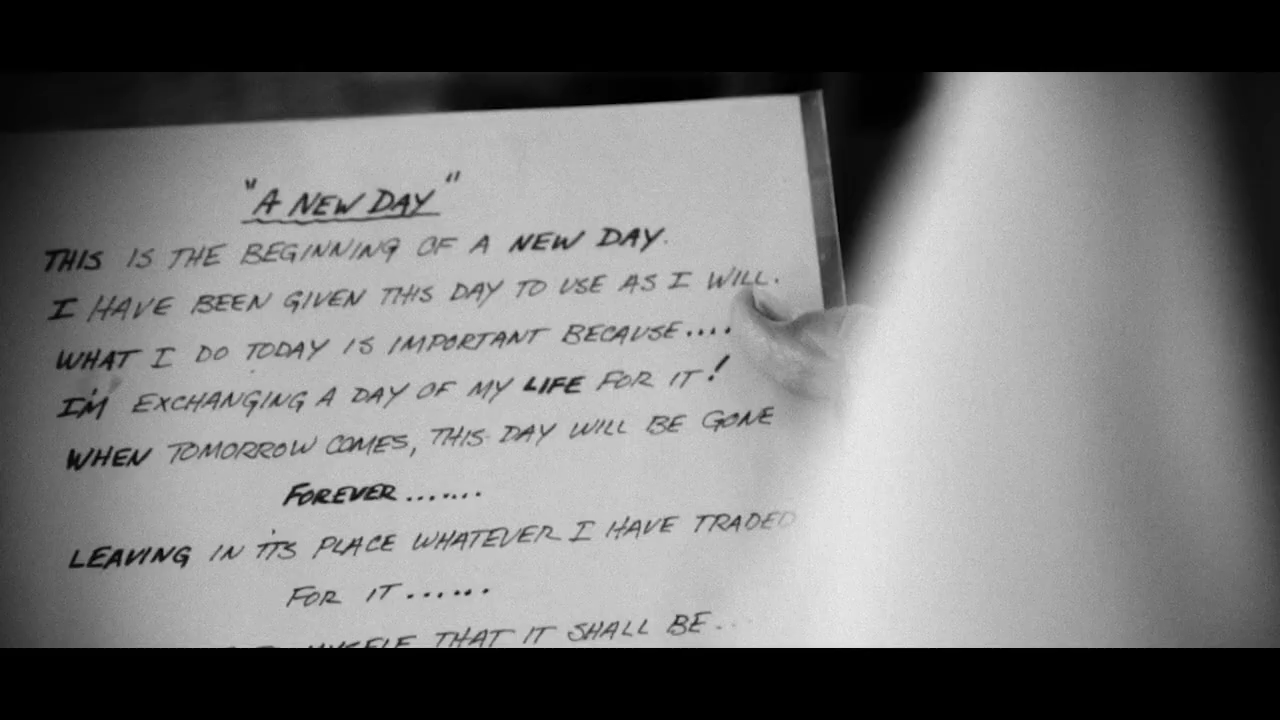 "A NEW DAY"
THIS IS THE BEGINNING OF A NEW DAY.
I HAVE BEEN GIVEN THIS DAY TO USE AS I WILL.
WHAT I DO TODAY IS IMPORTANT BECAUSE....
I'M EXCHANGING A DAY OF MY LIFE FOR IT!
WHEN TOMORROW COMES, THIS DAY WILL BE GONE
FOREVER.......
LEAVING IN ITS PLACE WHATEVER I HAVE TRADED
FOR IT......
MYSELF THAT IT SHALL BE...